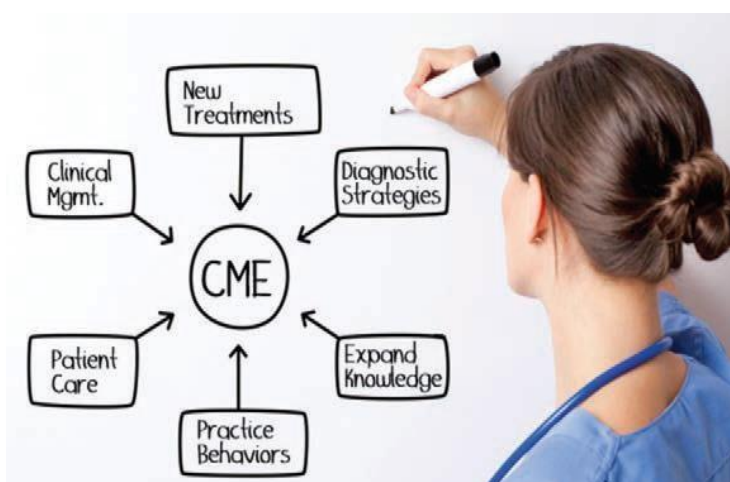 New
Treatments
Clinical
Mgmt.
Diagnostic
Strategies
CME
Patient
Care
Expand
Knowledge
Practice
Behaviors